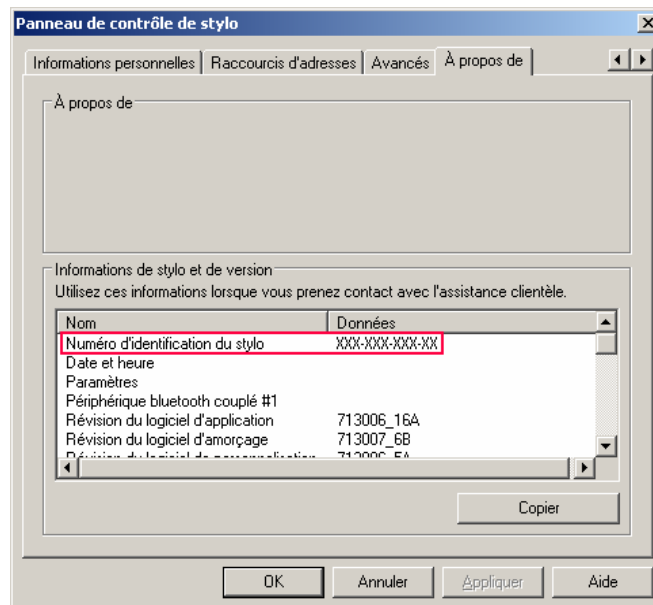 Panneau de contrôle de stylo
Informations personnelles Raccourcis d'adresses Avancés À propos de
À propos de
Informations de stylo et de version
Utilisez ces informations lorsque vous prenez contact avec l'assistance clientèle.
Nom Données
Numéro d'identification du stylo XXX-XXX-XXX-XX
Date et heure
Paramètres
Périphérique bluetooth couplé #1
Révision du logiciel d'application 713006_16A
Révision du logiciel d'amorçage 713007_6B
Copier
OK Annuler Appliquer Aide